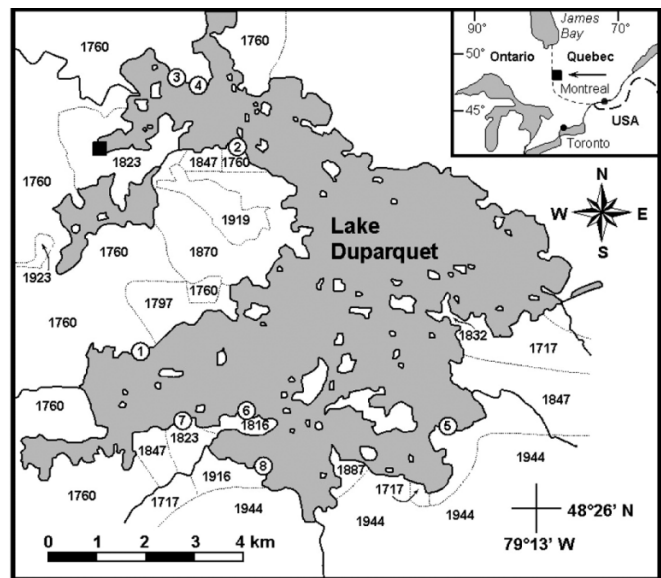 90°
James
Bay
70°
50°
Ontario
Quebec
Montreal
45°
USA
Toronto
1760
1760
3
4
1823
1847
1760
2
1760
1919
1870
1760
1923
Lake
Duparquet
N
W
E
S
1797
1760
1760
1832
1717
1
1847
1760
6
1816
7
1823
5
1847
8
1916
1887
1717
1944
1760
1717
1944
1944
1944
48°26' N
79°13' W
0
1
2
3
4 km